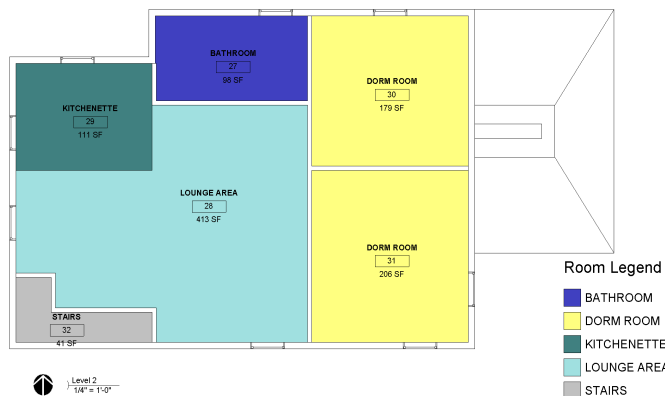 BATHROOM
27
98 SF
DORM ROOM
30
179 SF
KITCHENETTE
29
111 SF
LOUNGE AREA
28
413 SF
DORM ROOM
31
206 SF
STAIRS
32
41 SF
Room Legend
BATHROOM
DORM ROOM
KITCHENETTE
LOUNGE AREA
STAIRS
Level 2
1/4" = 1'-0"